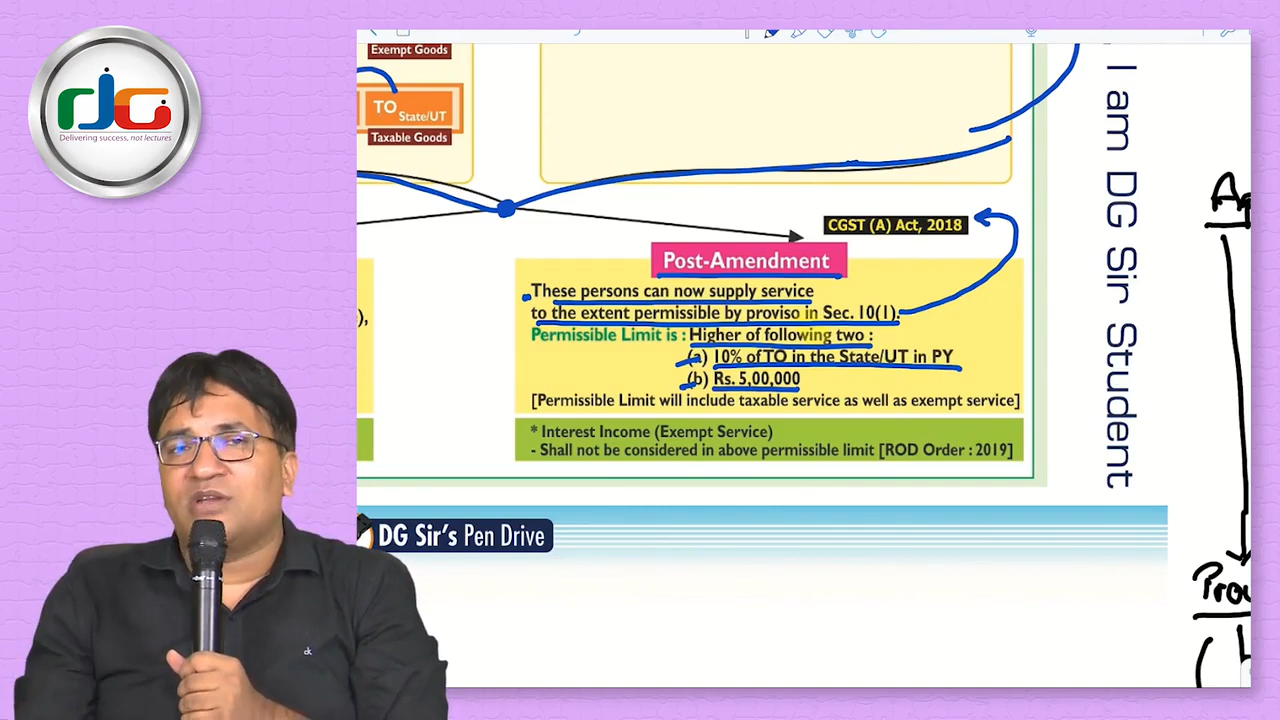 Delivering success, not lectures
Exempt Goods
TO State/UT
Taxable Goods
CGST (A) Act, 2018
Post-Amendment
These persons can now supply service
to the extent permissible by proviso in Sec. 10(1).
Permissible Limit is : Higher of following two :
(a) 10% of TO in the State/UT in PY
(b) Rs. 5,00,000
[Permissible Limit will include taxable service as well as exempt service]
* Interest Income (Exempt Service)
- Shall not be considered in above permissible limit [ROD Order : 2019]
),
DG Sir's Pen Drive
I am DG Sir Student
dk